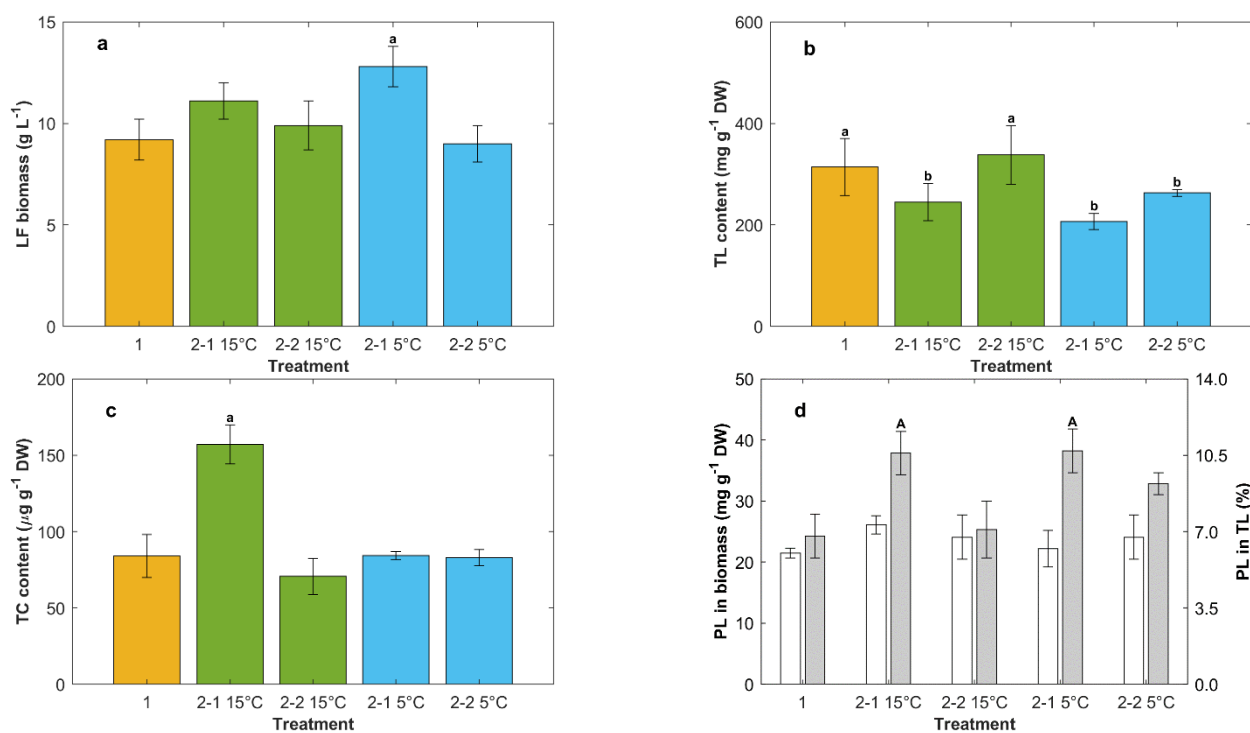 a
LF biomass (g L⁻¹)
15
10
5
0
a
1
2-1 15°C
2-2 15°C
2-1 5°C
2-2 5°C
Treatment
b
TL content (mg g⁻¹ DW)
600
400
200
0
a
b
a
b
b
1
2-1 15°C
2-2 15°C
2-1 5°C
2-2 5°C
Treatment
c
TC content (μg g⁻¹ DW)
200
150
100
50
0
a
1
2-1 15°C
2-2 15°C
2-1 5°C
2-2 5°C
Treatment
d
PL in biomass (mg g⁻¹ DW)
50
40
30
20
10
0
A
A
14.0
10.5
7.0
3.5
0.0
PL in TL (%)
1
2-1 15°C
2-2 15°C
2-1 5°C
2-2 5°C
Treatment